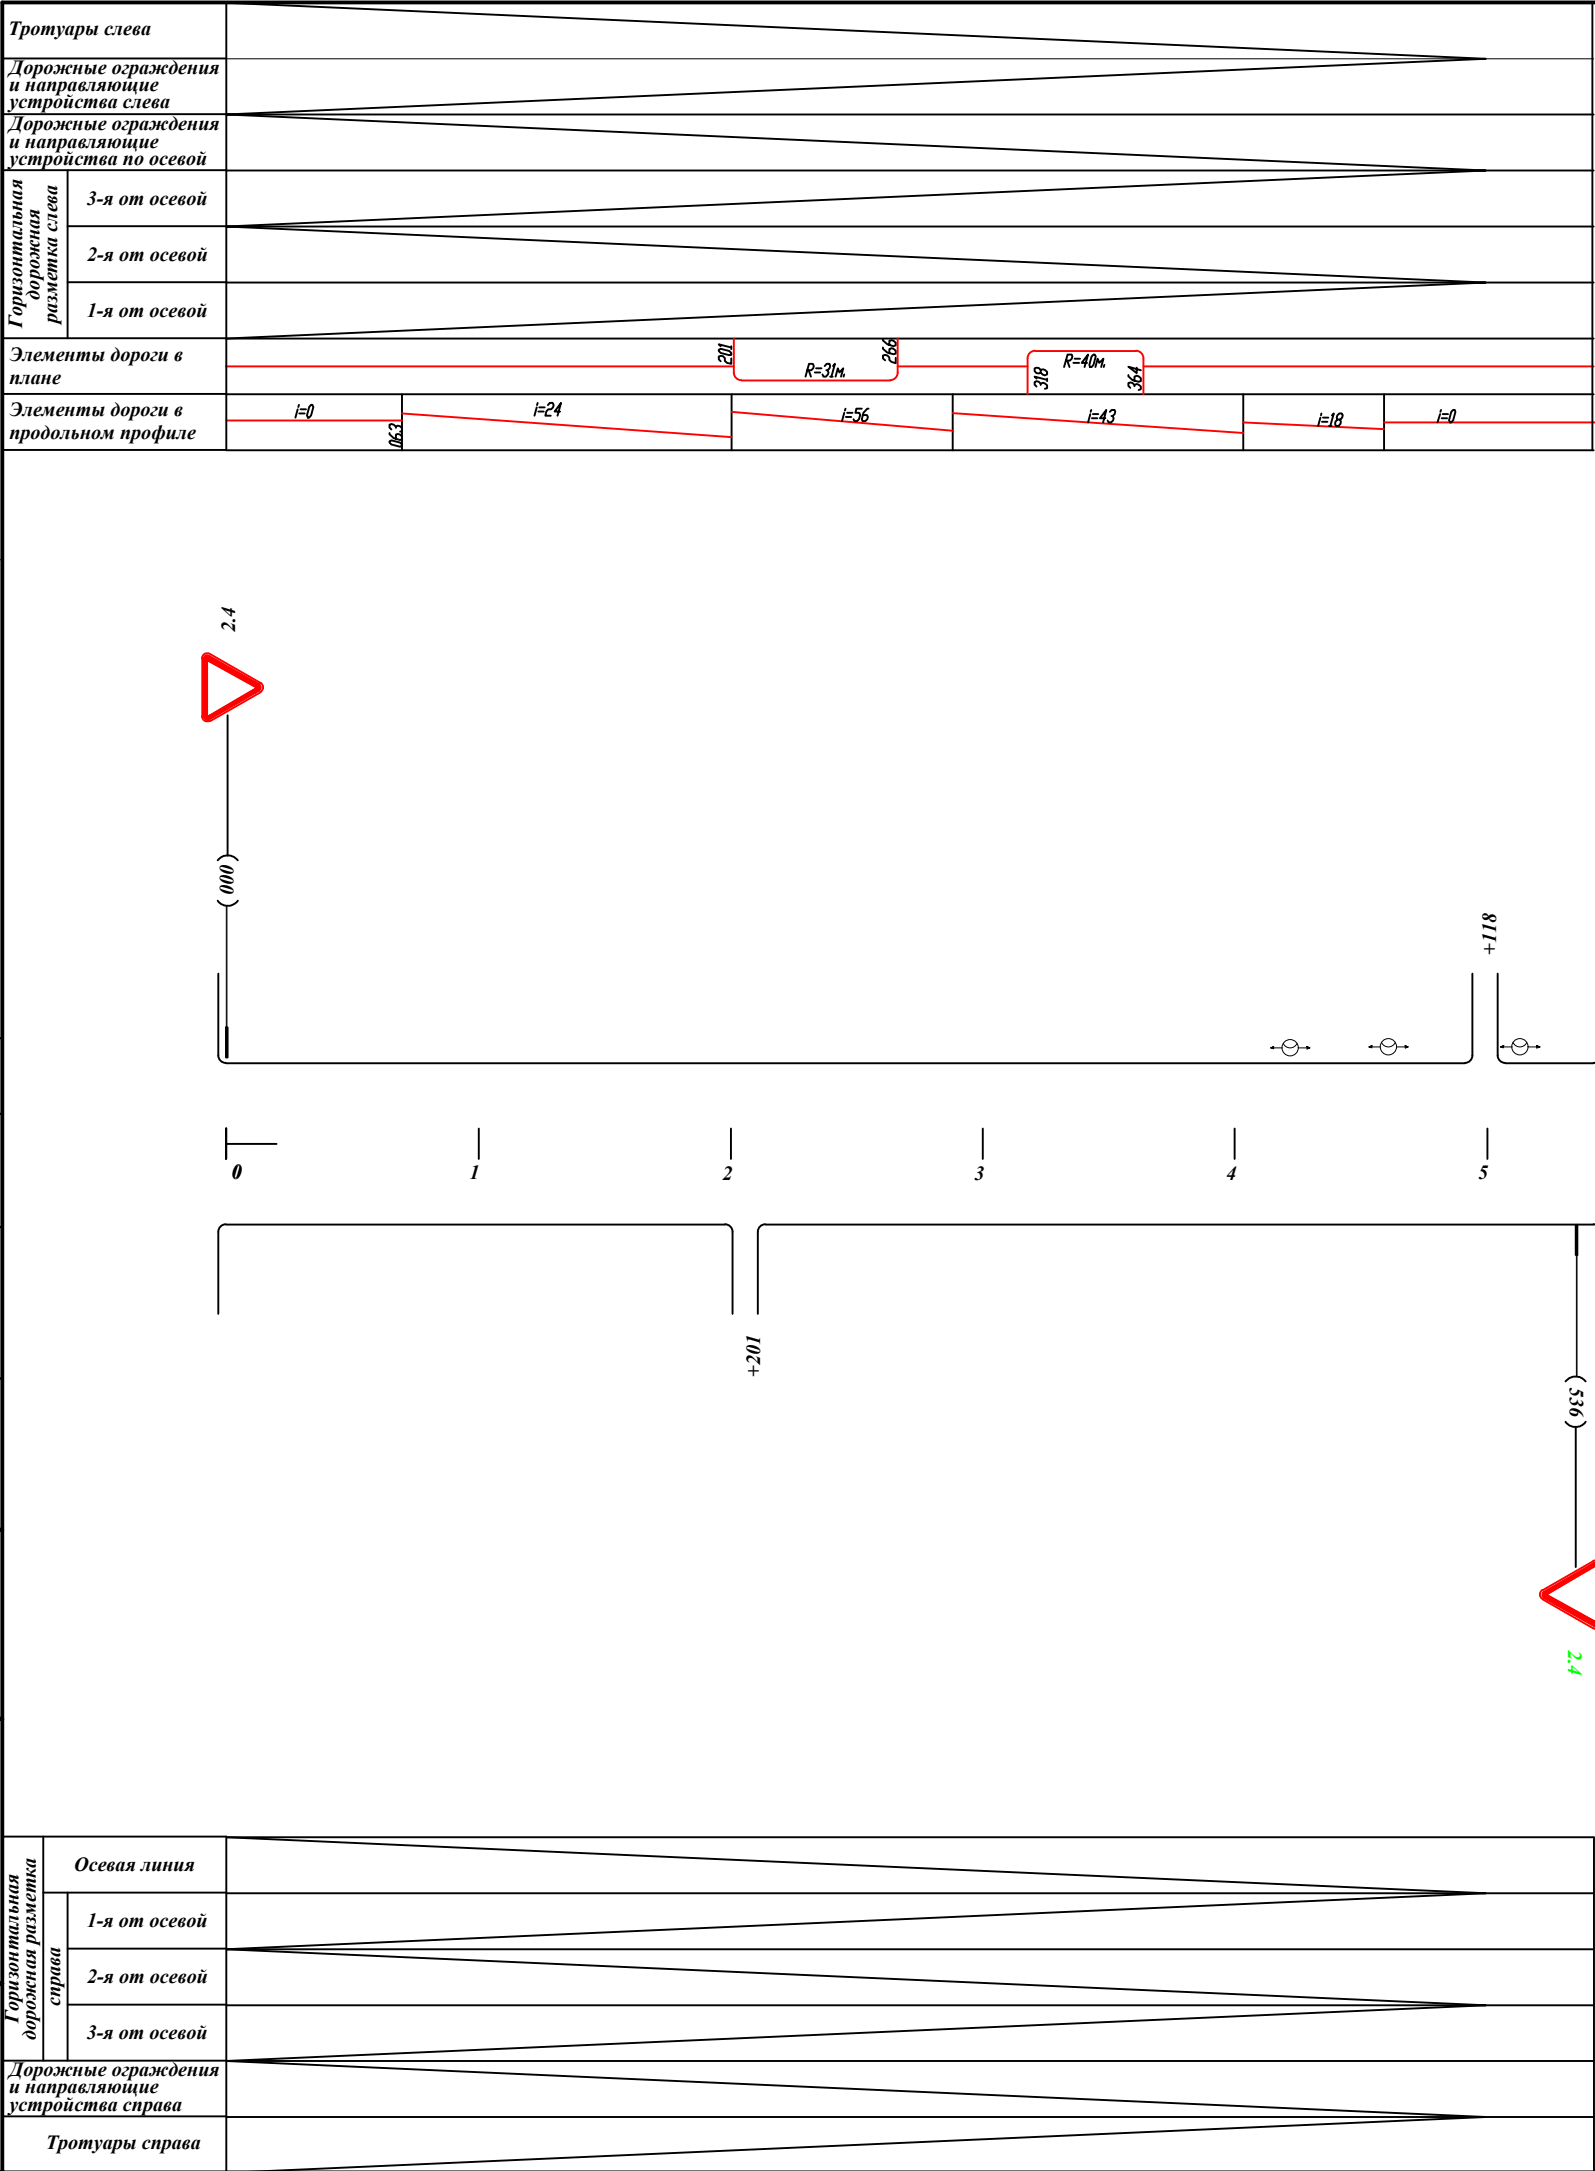 Тротуары слева
Дорожные ограждения
и направляющие
устройства слева
Дорожные ограждения
и направляющие
устройства по осевой
Горизонтальная
дорожная
разметка слева
3-я от осевой
2-я от осевой
1-я от осевой
Элементы дороги в
плане
201
R=31м.
266
318
R=40м.
364
Элементы дороги в
продольном профиле
i=0
063
i=24
i=56
i=43
i=18
i=0
2.4
( 000 )
+118
0
1
2
3
4
5
+201
( 536 )
2.4
Горизонтальная
дорожная разметка
справа
Осевая линия
1-я от осевой
2-я от осевой
3-я от осевой
Дорожные ограждения
и направляющие
устройства справа
Тротуары справа